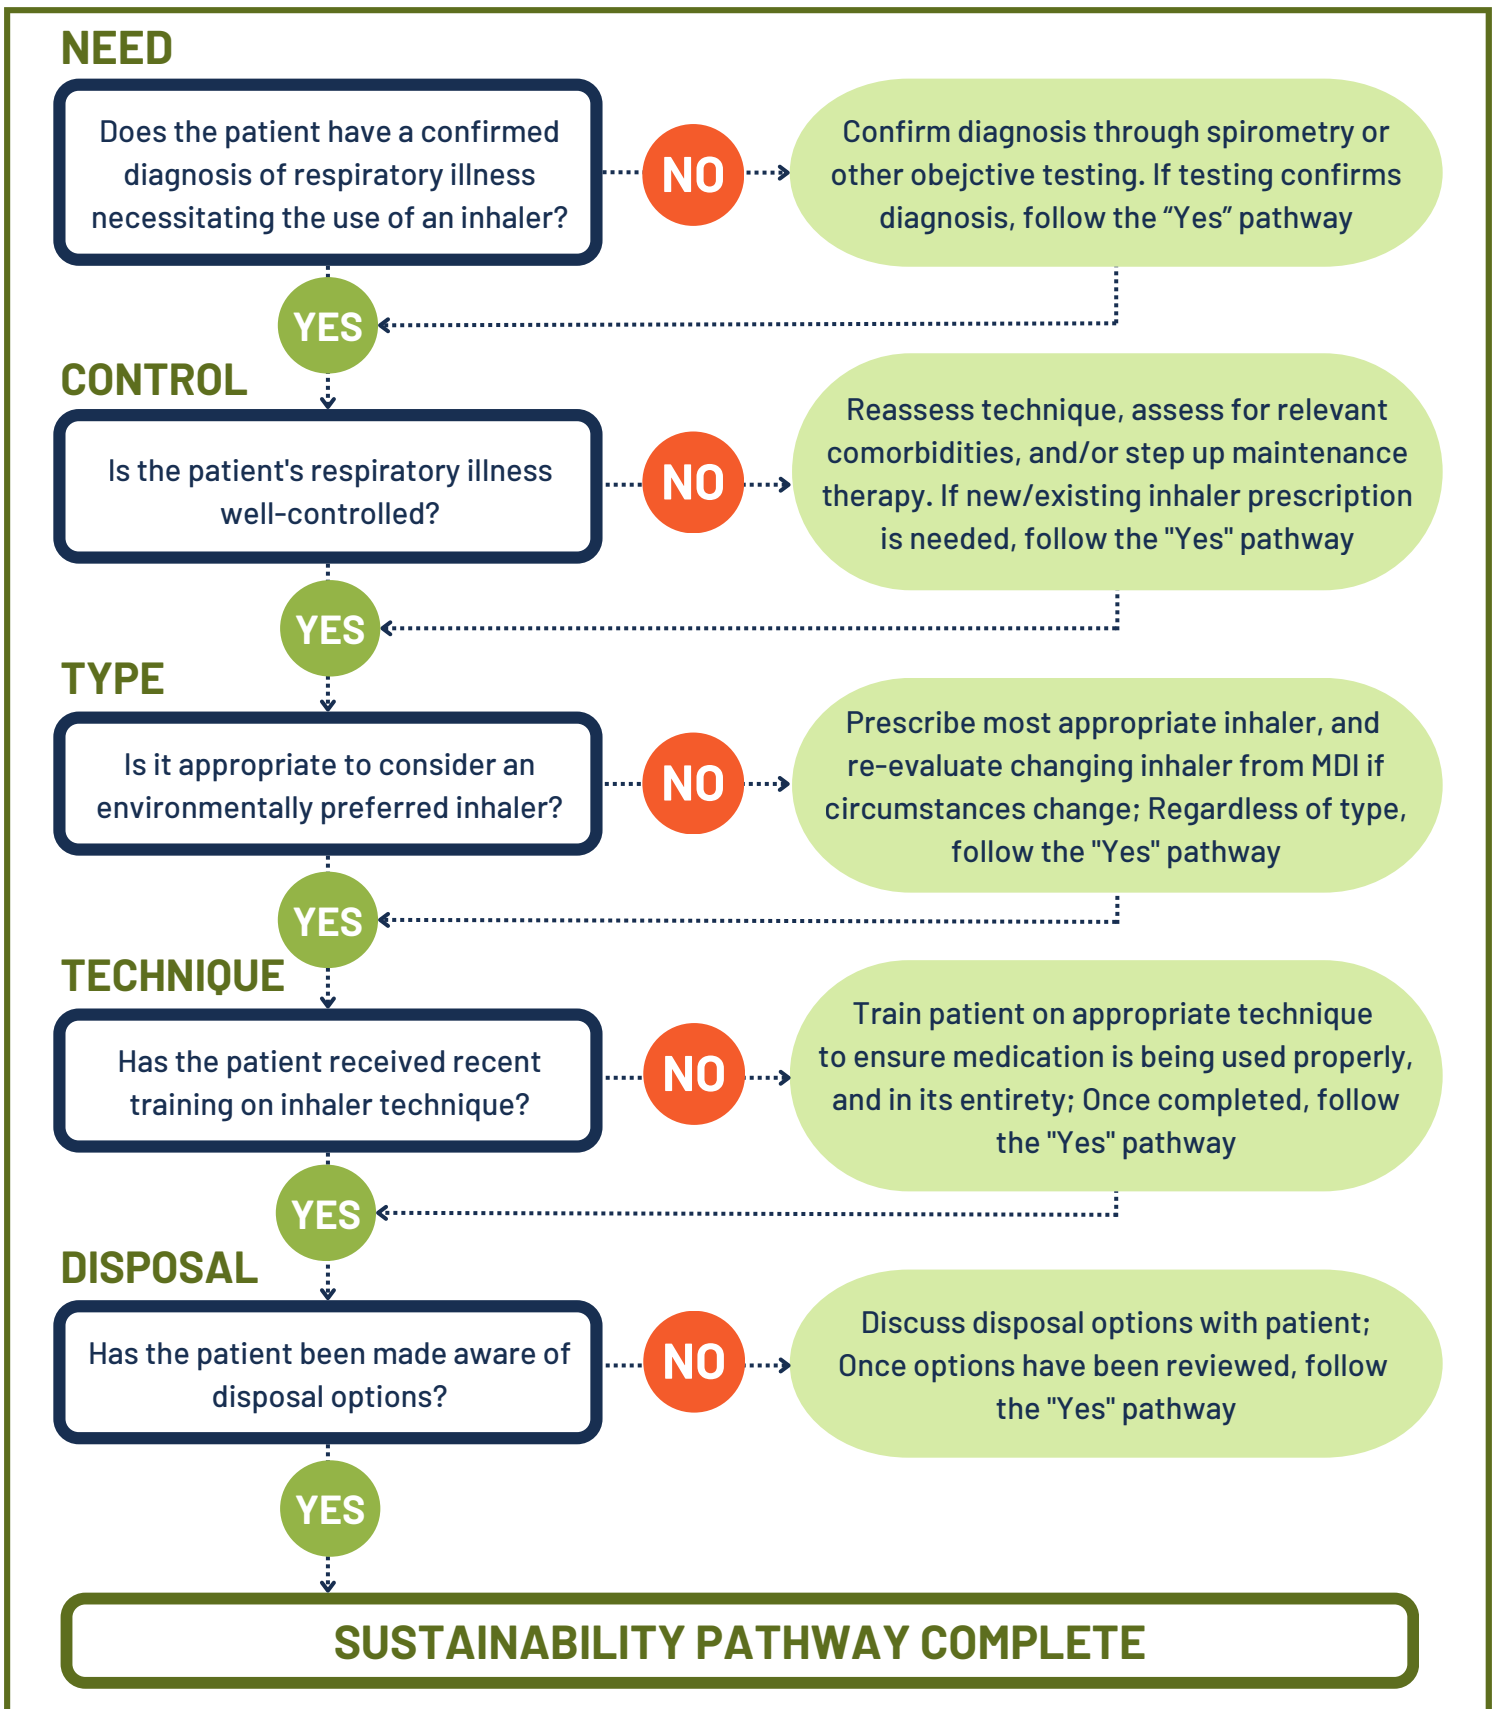 NEED
Does the patient have a confirmed
diagnosis of respiratory illness
necessitating the use of an inhaler?
NO
Confirm diagnosis through spirometry or
other obejctive testing. If testing confirms
diagnosis, follow the “Yes” pathway
YES
CONTROL
Is the patient's respiratory illness
well-controlled?
NO
Reassess technique, assess for relevant
comorbidities, and/or step up maintenance
therapy. If new/existing inhaler prescription
is needed, follow the "Yes" pathway
YES
TYPE
Is it appropriate to consider an
environmentally preferred inhaler?
NO
Prescribe most appropriate inhaler, and
re-evaluate changing inhaler from MDI if
circumstances change; Regardless of type,
follow the "Yes" pathway
YES
TECHNIQUE
Has the patient received recent
training on inhaler technique?
NO
Train patient on appropriate technique
to ensure medication is being used properly,
and in its entirety; Once completed, follow
the "Yes" pathway
YES
DISPOSAL
Has the patient been made aware of
disposal options?
NO
Discuss disposal options with patient;
Once options have been reviewed, follow
the "Yes" pathway
YES
SUSTAINABILITY PATHWAY COMPLETE